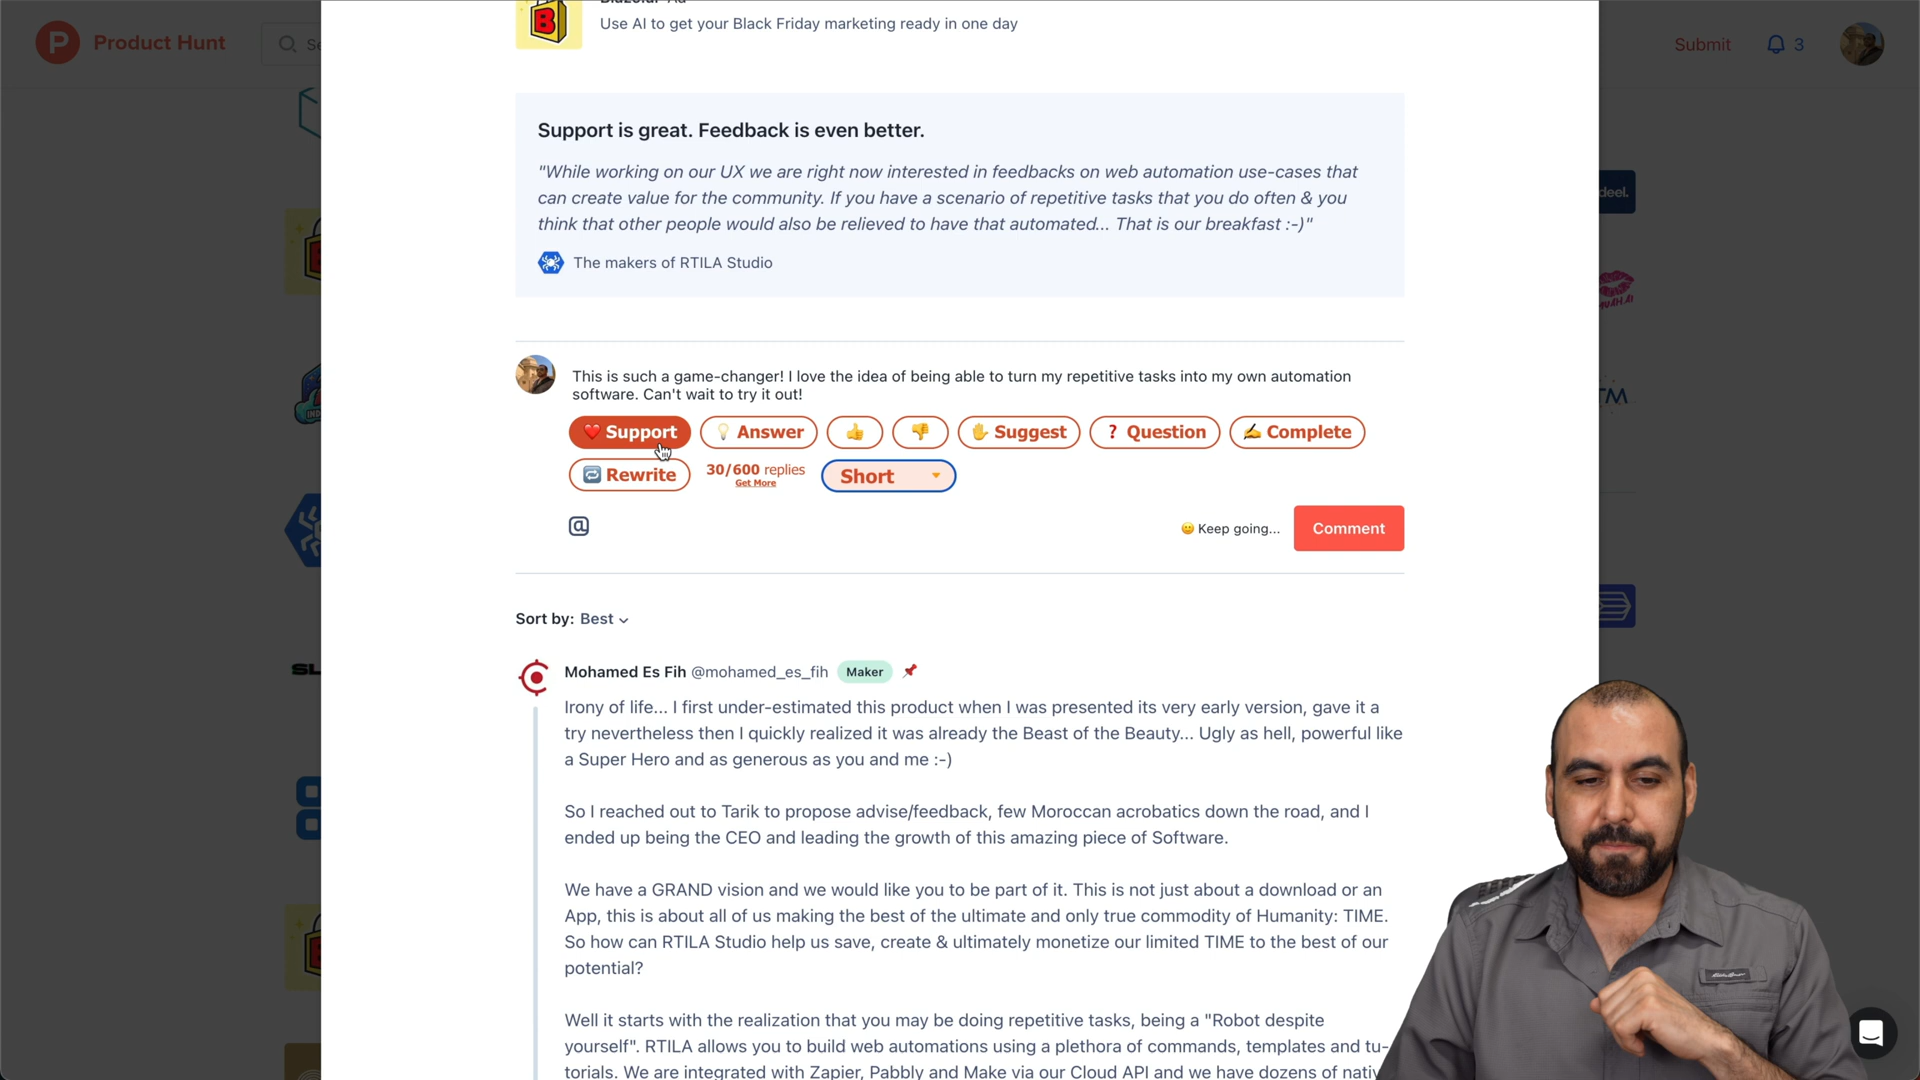 Use AI to get your Black Friday marketing ready in one day
Product Hunt
Submit
3
Support is great. Feedback is even better.
"While working on our UX we are right now interested in feedbacks on web automation use-cases that
can create value for the community. If you have a scenario of repetitive tasks that you do often & you
think that other people would also be relieved to have that automated... That is our breakfast :-)"
The makers of RTILA Studio
deel.
This is such a game-changer! I love the idea of being able to turn my repetitive tasks into my own automation
software. Can't wait to try it out!
❤️ Support 💡 Answer 👍 👎 ✋ Suggest ❓ Question ✍️ Complete
🔁 Rewrite 30/600 replies Short
Get More
@ 😀 Keep going... Comment
Sort by: Best
Mohamed Es Fih @mohamed_es_fih Maker 📌
Irony of life... I first under-estimated this product when I was presented its very early version, gave it a
try nevertheless then I quickly realized it was already the Beast of the Beauty... Ugly as hell, powerful like
a Super Hero and as generous as you and me :-)
So I reached out to Tarik to propose advise/feedback, few Moroccan acrobatics down the road, and I
ended up being the CEO and leading the growth of this amazing piece of Software.
We have a GRAND vision and we would like you to be part of it. This is not just about a download or an
App, this is about all of us making the best of the ultimate and only true commodity of Humanity: TIME.
So how can RTILA Studio help us save, create & ultimately monetize our limited TIME to the best of our
potential?
Well it starts with the realization that you may be doing repetitive tasks, being a "Robot despite
yourself". RTILA allows you to build web automations using a plethora of commands, templates and tu-
torials. We are integrated with Zapier, Pabbly and Make via our Cloud API and we have dozens of nativ